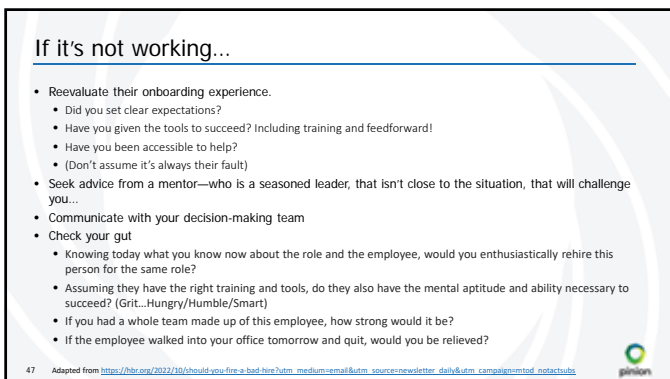 If it's not working...
• Reevaluate their onboarding experience.
• Did you set clear expectations?
• Have you given the tools to succeed? Including training and feedforward!
• Have you been accessible to help?
• (Don't assume it's always their fault)
• Seek advice from a mentor—who is a seasoned leader, that isn't close to the situation, that will challenge
you...
• Communicate with your decision-making team
• Check your gut
• Knowing today what you know now about the role and the employee, would you enthusiastically rehire this
person for the same role?
• Assuming they have the right training and tools, do they also have the mental aptitude and ability necessary to
succeed? (Grit...Hungry/Humble/Smart)
• If you had a whole team made up of this employee, how strong would it be?
• If the employee walked into your office tomorrow and quit, would you be relieved?
47 Adapted from https://hbr.org/2022/10/should-you-fire-a-bad-hire?utm_medium=email&utm_source=newsletter_daily&utm_campaign=mtod_notactsubs
pinion